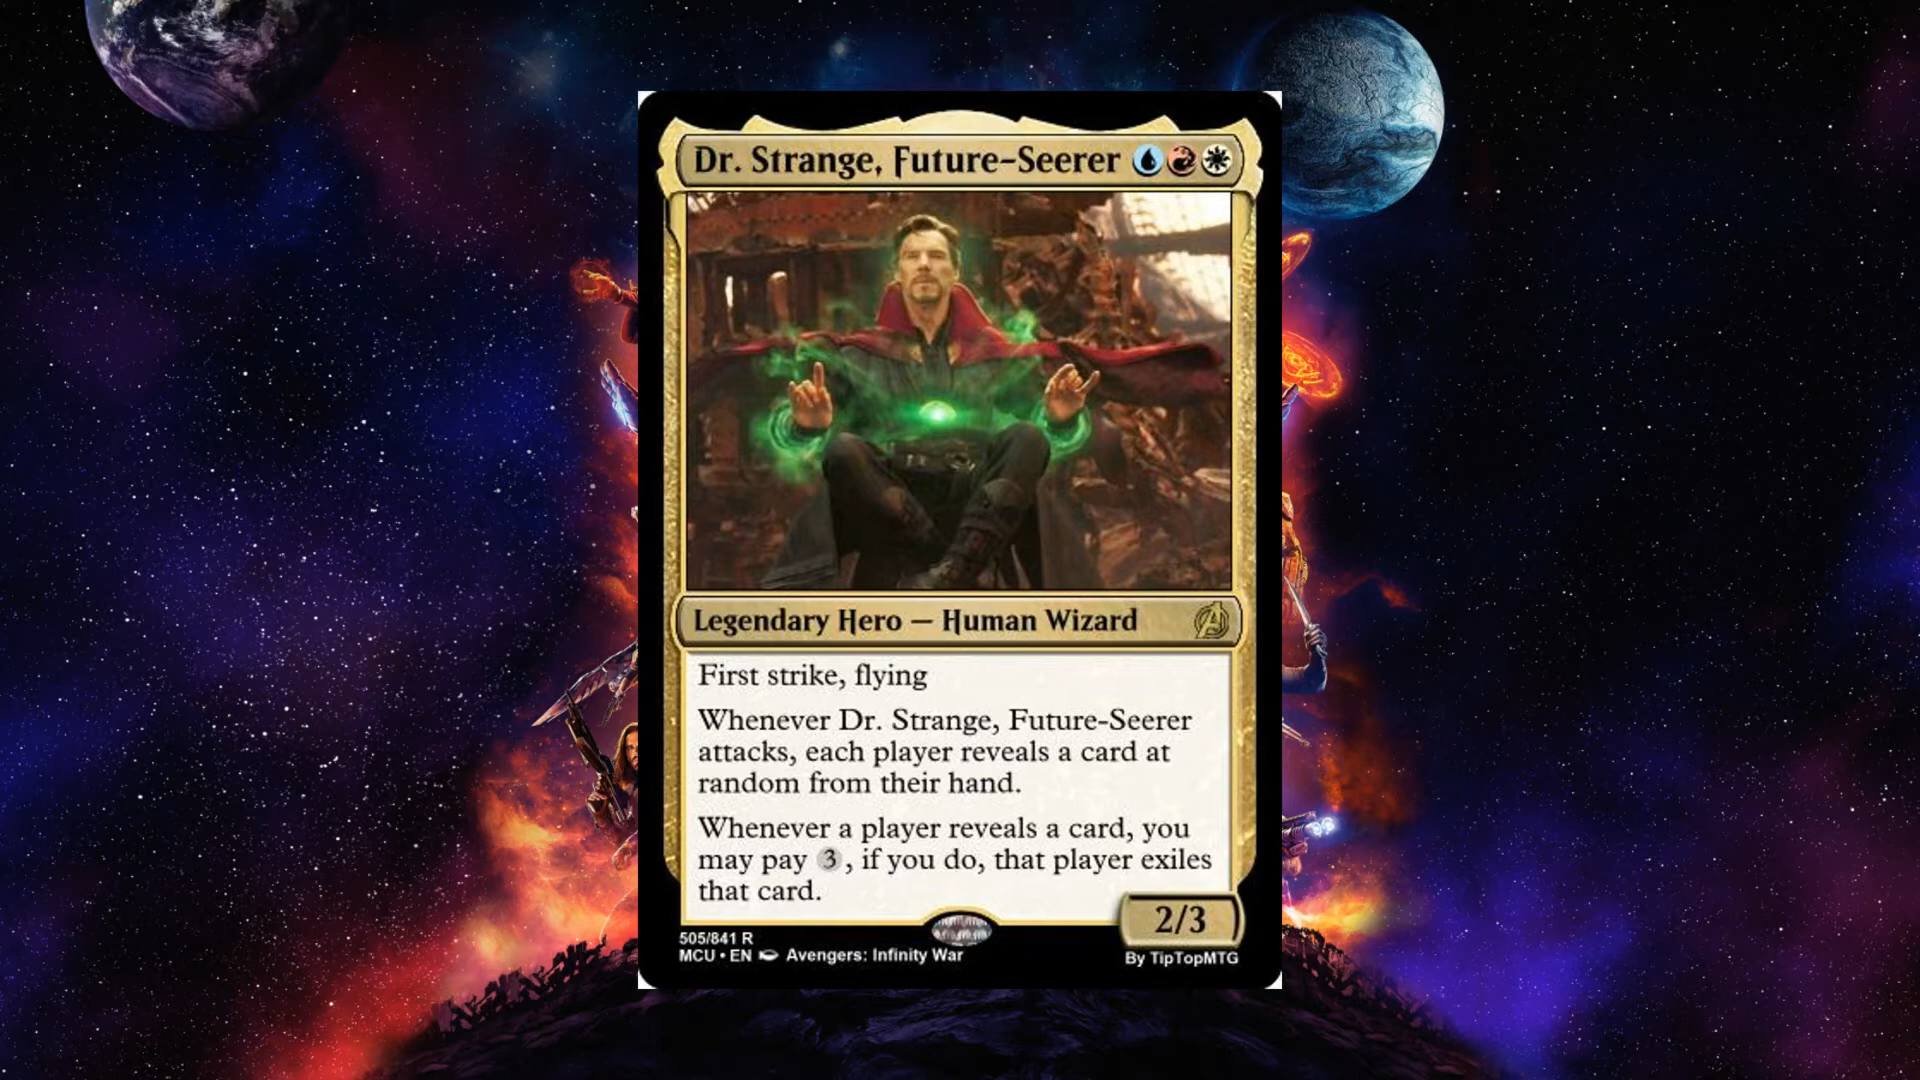 Dr. Strange, Future-Seerer
Legendary Hero — Human Wizard
First strike, flying
Whenever Dr. Strange, Future-Seerer
attacks, each player reveals a card at
random from their hand.
Whenever a player reveals a card, you
may pay 3, if you do, that player exiles
that card.
2/3
505/841 R
MCU • EN Avengers: Infinity War
By TipTopMTG